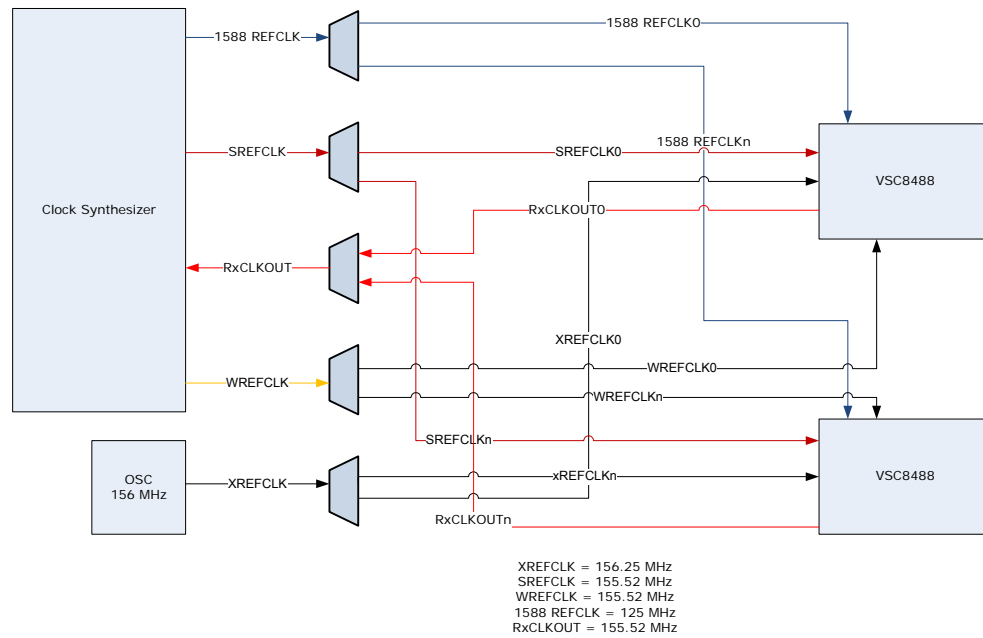 1588 REFCLK
1588 REFCLK0
SREFCLK
SREFCLK0
1588 REFCLKn
VSC8488
Clock Synthesizer
RxCLKOUT0
RxCLKOUT
XREFCLK0
WREFCLK0
WREFCLK
WREFCLKn
SREFCLKn
OSC
156 MHz
XREFCLK
xREFCLKn
VSC8488
RxCLKOUTn
XREFCLK = 156.25 MHz
SREFCLK = 155.52 MHz
WREFCLK = 155.52 MHz
1588 REFCLK = 125 MHz
RxCLKOUT = 155.52 MHz